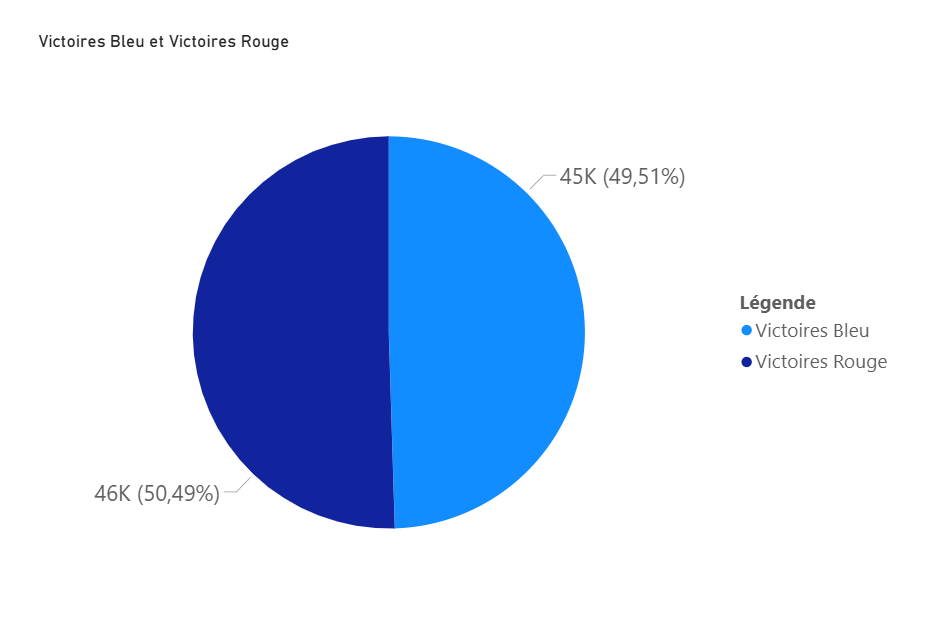 Victoires Bleu et Victoires Rouge
45K (49,51%)
Légende
Victoires Bleu
Victoires Rouge
46K (50,49%)